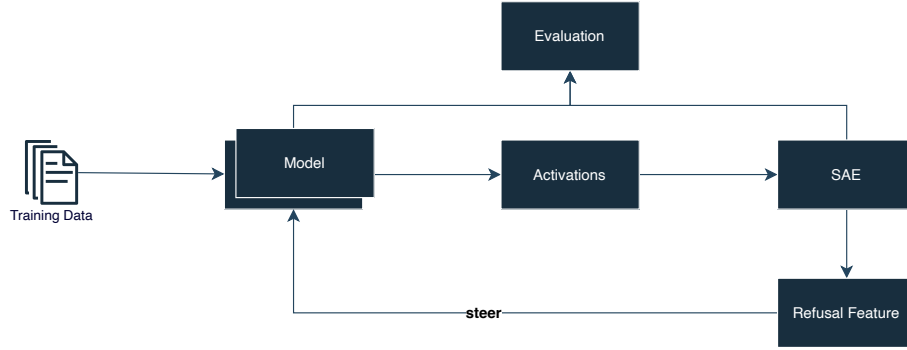 Evaluation
Model
Activations
SAE
Training Data
steer
Refusal Feature